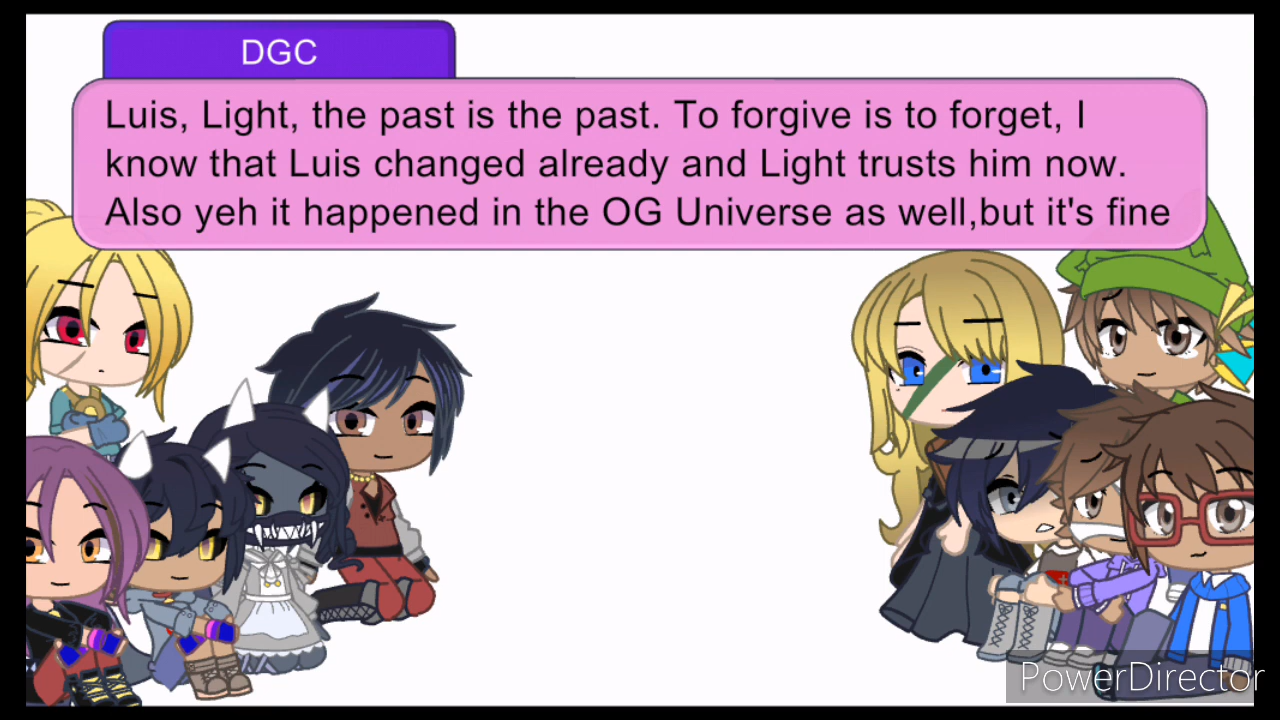 DGC
Luis, Light, the past is the past. To forgive is to forget, I
know that Luis changed already and Light trusts him now.
Also yeh it happened in the OG Universe as well,but it's fine
PowerDirector